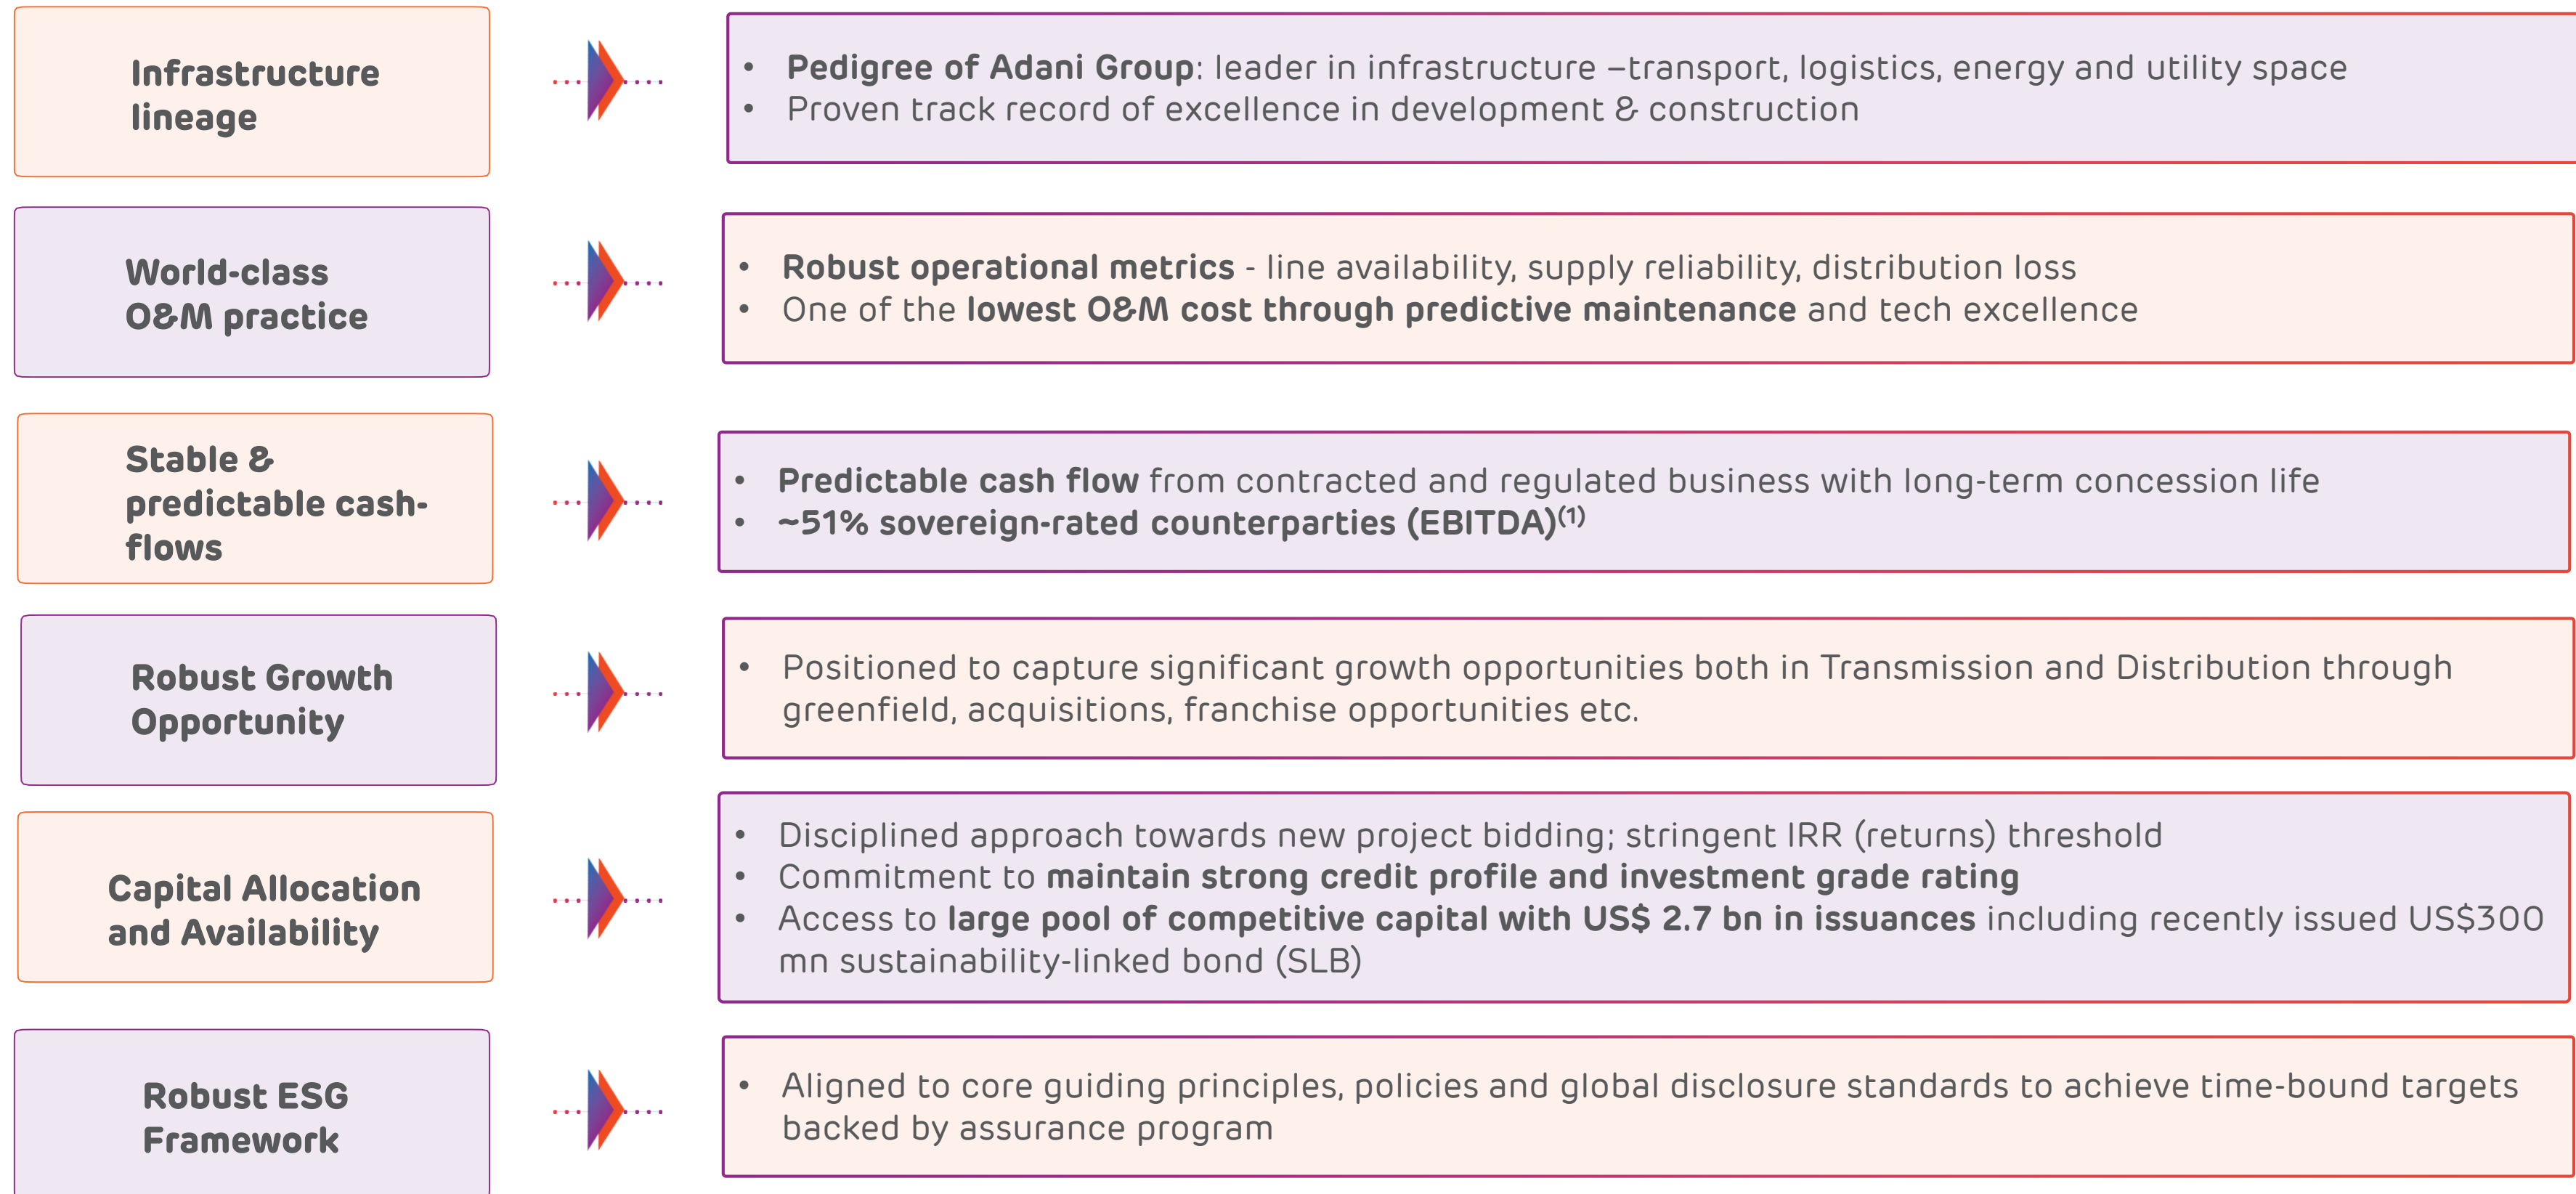 Infrastructure
lineage
• Pedigree of Adani Group: leader in infrastructure –transport, logistics, energy and utility space
• Proven track record of excellence in development & construction
World-class
O&M practice
• Robust operational metrics - line availability, supply reliability, distribution loss
• One of the lowest O&M cost through predictive maintenance and tech excellence
Stable &
predictable cash-
flows
• Predictable cash flow from contracted and regulated business with long-term concession life
• ~51% sovereign-rated counterparties (EBITDA)(1)
Robust Growth
Opportunity
• Positioned to capture significant growth opportunities both in Transmission and Distribution through
greenfield, acquisitions, franchise opportunities etc.
Capital Allocation
and Availability
• Disciplined approach towards new project bidding; stringent IRR (returns) threshold
• Commitment to maintain strong credit profile and investment grade rating
• Access to large pool of competitive capital with US$ 2.7 bn in issuances including recently issued US$300
mn sustainability-linked bond (SLB)
Robust ESG
Framework
• Aligned to core guiding principles, policies and global disclosure standards to achieve time-bound targets
backed by assurance program